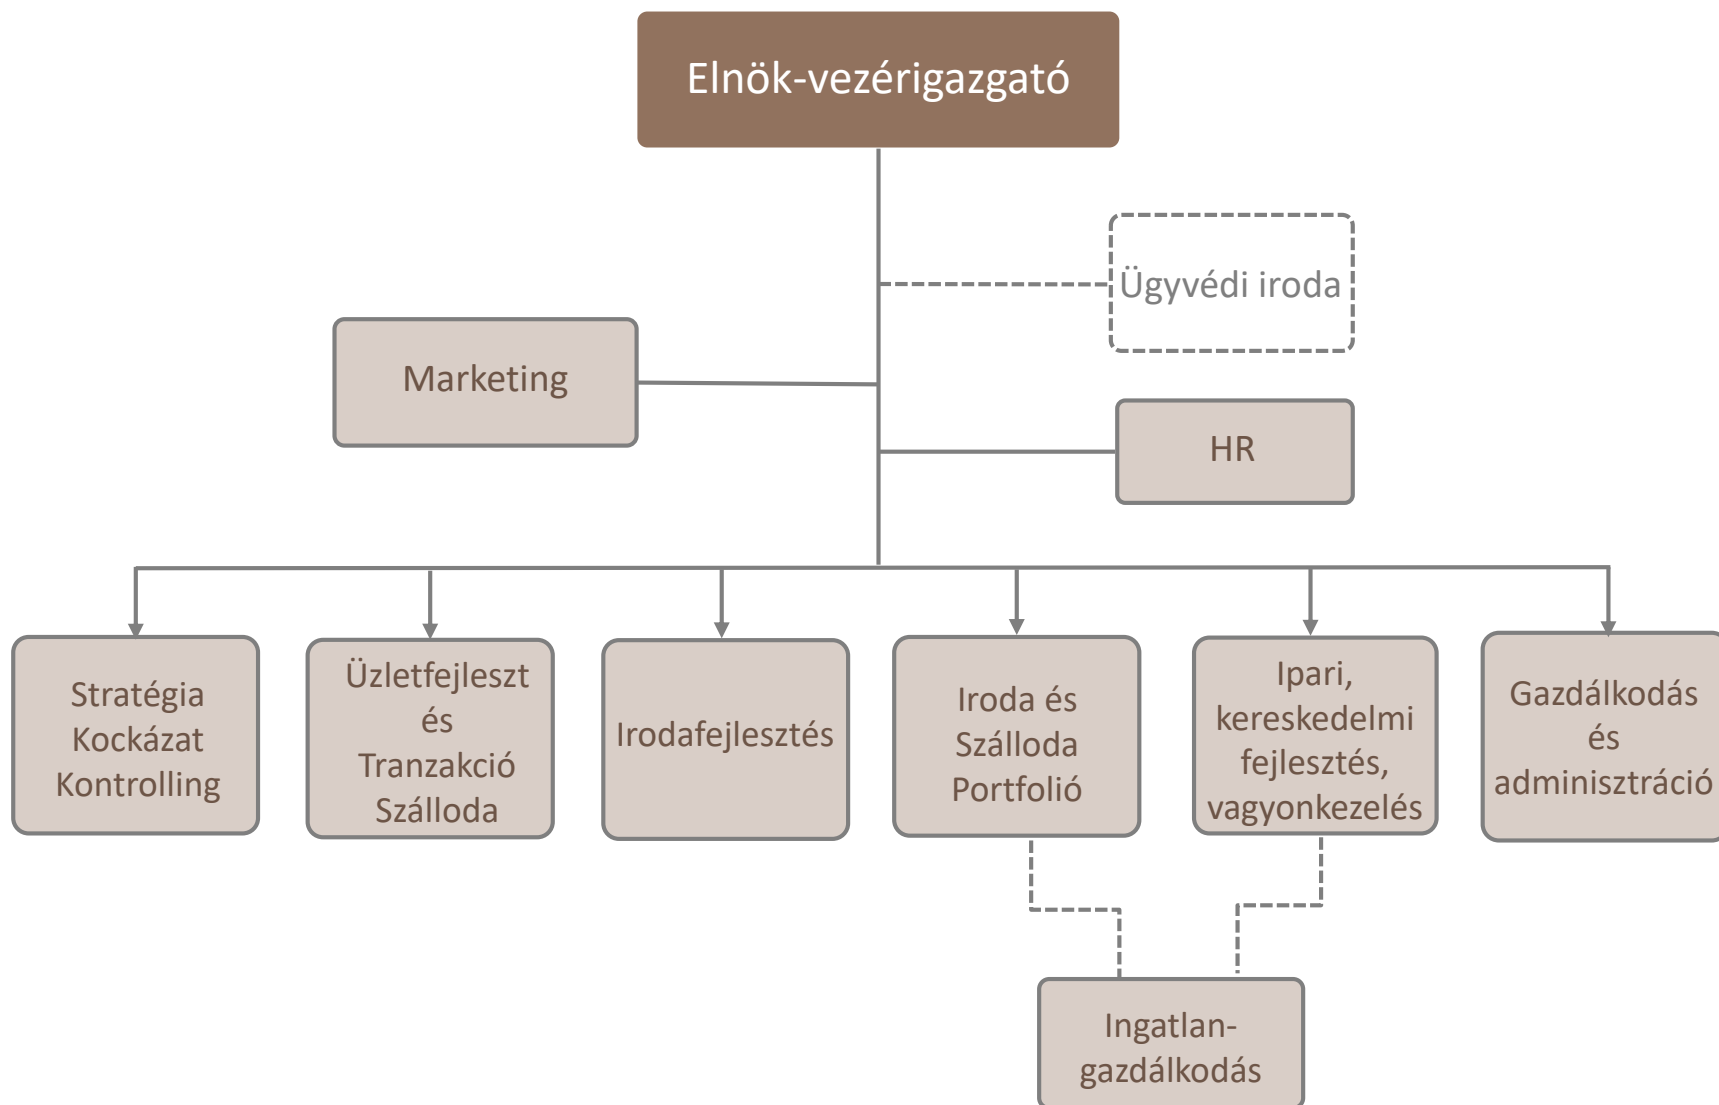 Elnök-vezérigazgató
Ügyvédi iroda
Marketing
HR
Stratégia
Kockázat
Kontrolling
Üzletfejleszt
és
Tranzakció
Szálloda
Irodafejlesztés
Iroda és
Szálloda
Portfolió
Ipari,
kereskedelmi
fejlesztés,
vagyonkezelés
Gazdálkodás
és
adminisztráció
Ingatlan-
gazdálkodás